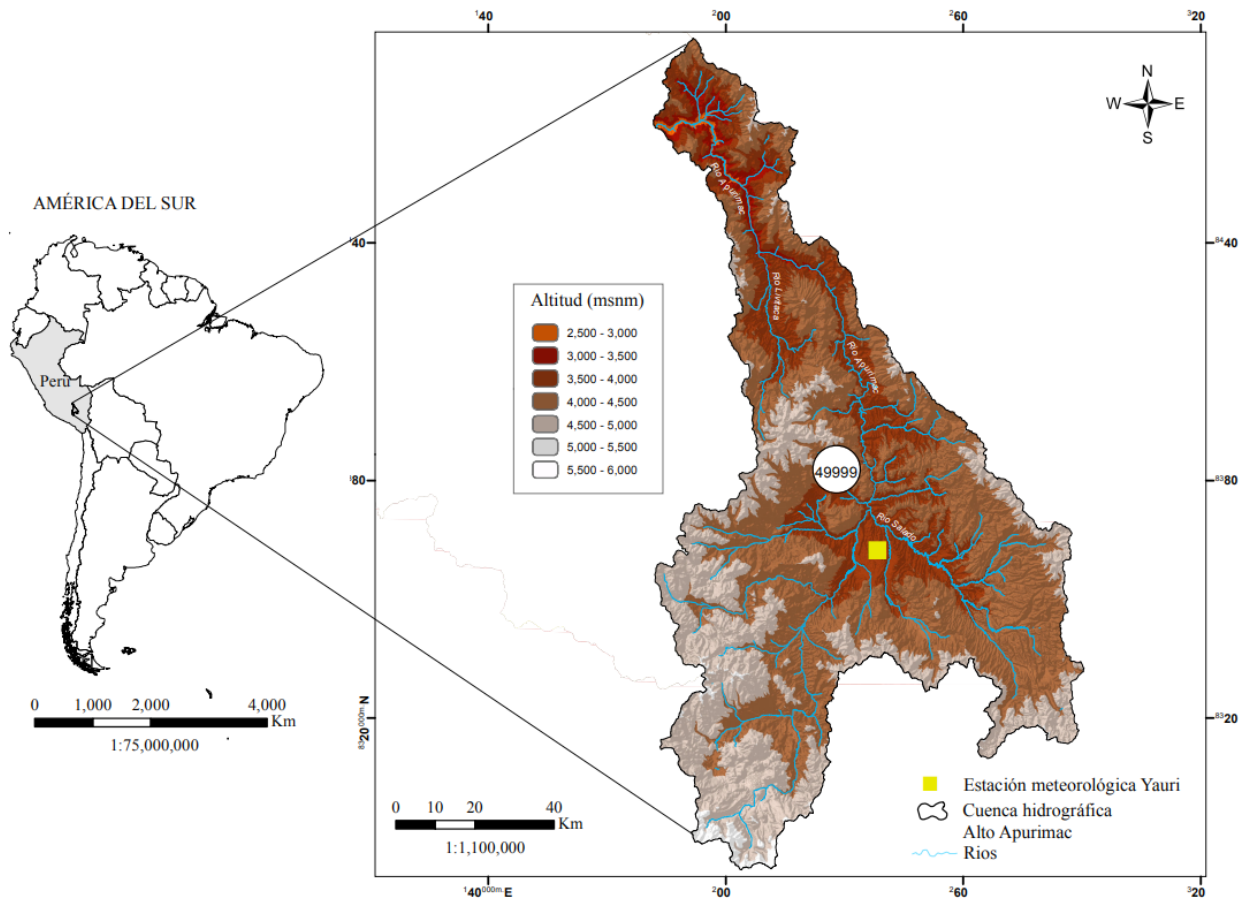 AMÉRICA DEL SUR
Peru
0 1,000 2,000 4,000
Km
1:75,000,000
¹40 ²00 ²60 ³20
N
W E
S
⁸⁴40
⁸³80
⁸³20
40
80
⁸³20⁰⁰⁰ᵐ·N
Rio Apurimac
Rio Livitaca
Rio Apurimac
49999
Rio Salado
Altitud (msnm)
2,500 - 3,000
3,000 - 3,500
3,500 - 4,000
4,000 - 4,500
4,500 - 5,000
5,000 - 5,500
5,500 - 6,000
0 10 20 40
Km
1:1,100,000
Estación meteorológica Yauri
Cuenca hidrográfica
Alto Apurimac
Rios
¹40⁰⁰⁰ᵐ·E ²00 ²60 ³20